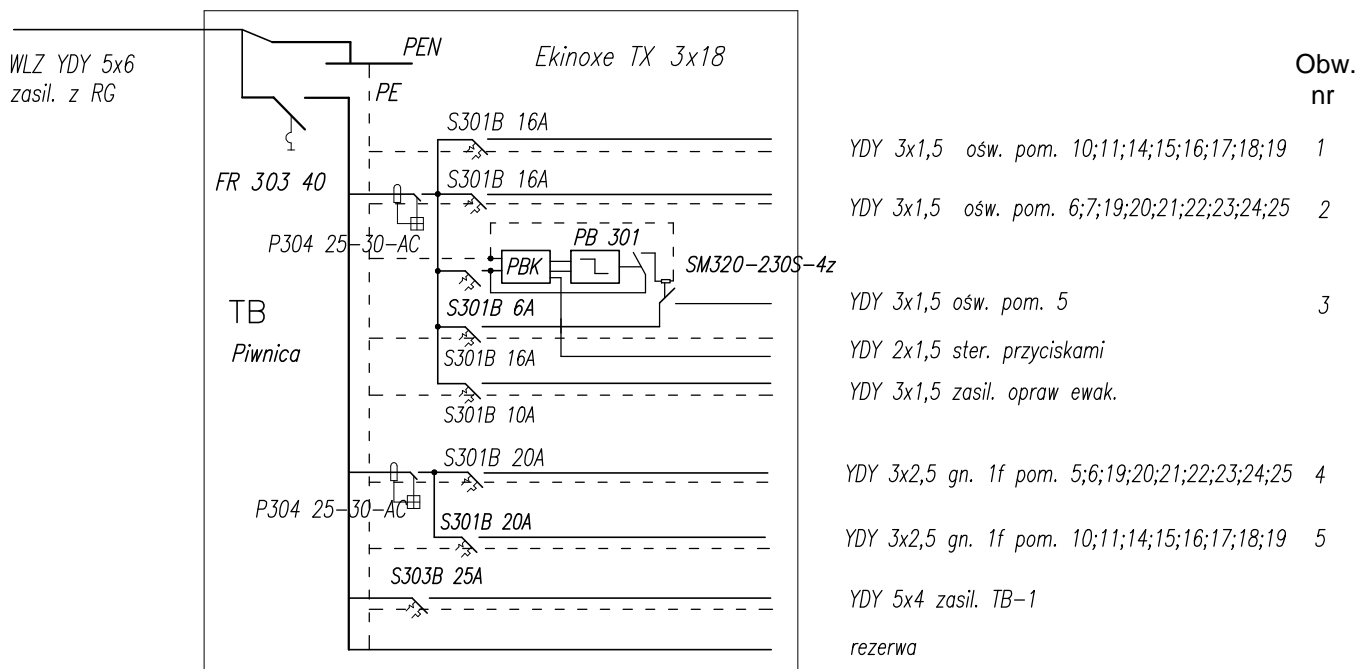 WLZ YDY 5x6
zasil. z RG
PEN
PE
Ekinoxe TX 3x18
Obw.
nr
FR 303 40
S301B 16A
YDY 3x1,5 ośw. pom. 10;11;14;15;16;17;18;19 1
S301B 16A
YDY 3x1,5 ośw. pom. 6;7;19;20;21;22;23;24;25 2
P304 25-30-AC
PB 301
PBK
SM320-230S-4z
S301B 6A
YDY 3x1,5 ośw. pom. 5 3
TB
Piwnica
S301B 16A
YDY 2x1,5 ster. przyciskami
YDY 3x1,5 zasil. opraw ewak.
S301B 10A
S301B 20A
YDY 3x2,5 gn. 1f pom. 5;6;19;20;21;22;23;24;25 4
P304 25-30-AC
S301B 20A
YDY 3x2,5 gn. 1f pom. 10;11;14;15;16;17;18;19 5
S303B 25A
YDY 5x4 zasil. TB-1
rezerwa